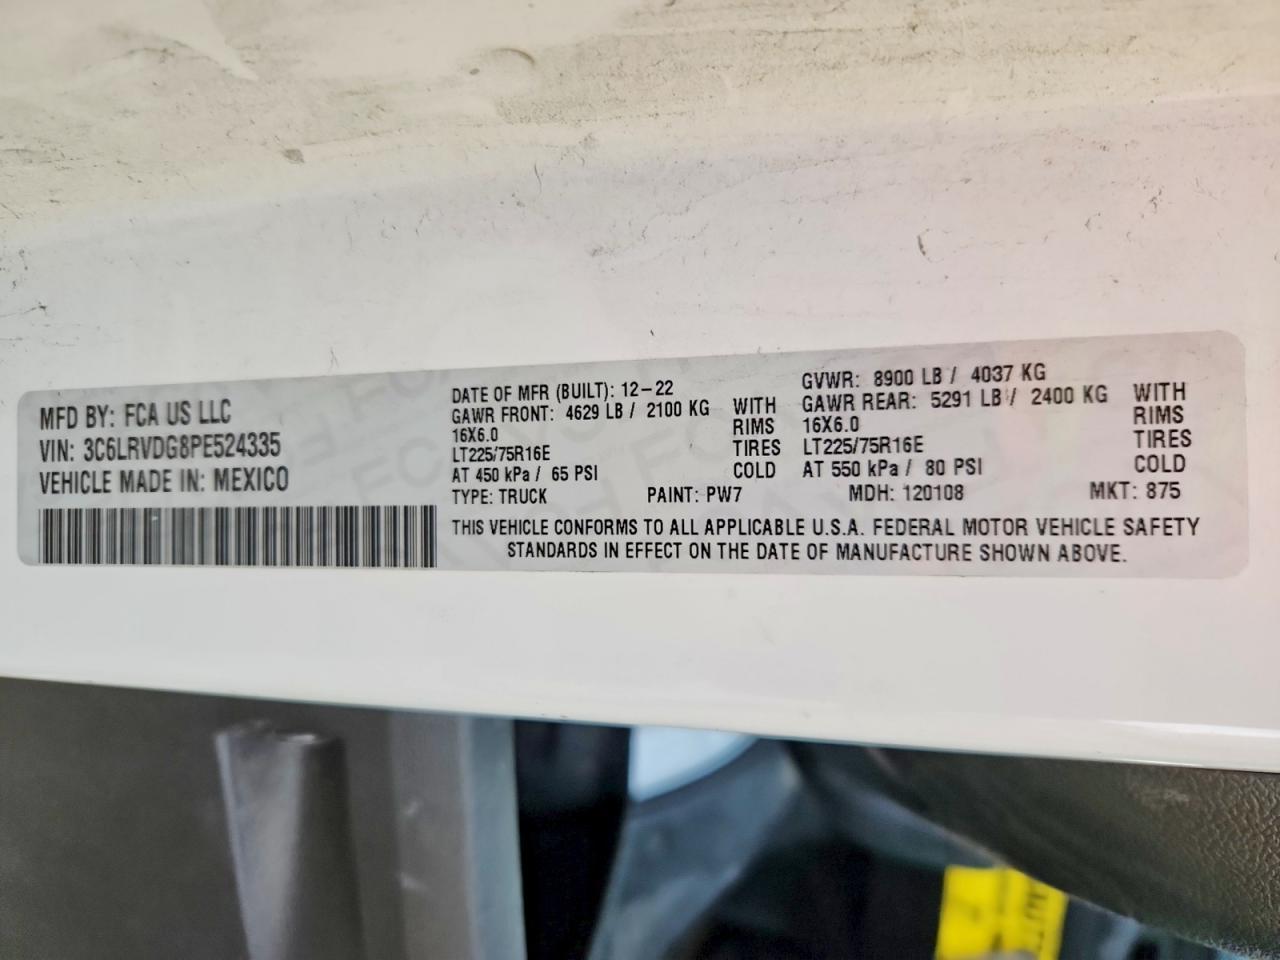 MFD BY: FCA US LLC
VIN: 3C6LRVDG8PE524335
VEHICLE MADE IN: MEXICO
DATE OF MFR (BUILT): 12-22
GAWR FRONT: 4629 LB / 2100 KG WITH
16X6.0 RIMS
LT225/75R16E TIRES
AT 450 kPa / 65 PSI COLD
GVWR: 8900 LB / 4037 KG
GAWR REAR: 5291 LB / 2400 KG WITH
16X6.0 RIMS
LT225/75R16E TIRES
AT 550 kPa / 80 PSI COLD
TYPE: TRUCK PAINT: PW7 MDH: 120108 MKT: 875
THIS VEHICLE CONFORMS TO ALL APPLICABLE U.S.A. FEDERAL MOTOR VEHICLE SAFETY
STANDARDS IN EFFECT ON THE DATE OF MANUFACTURE SHOWN ABOVE.